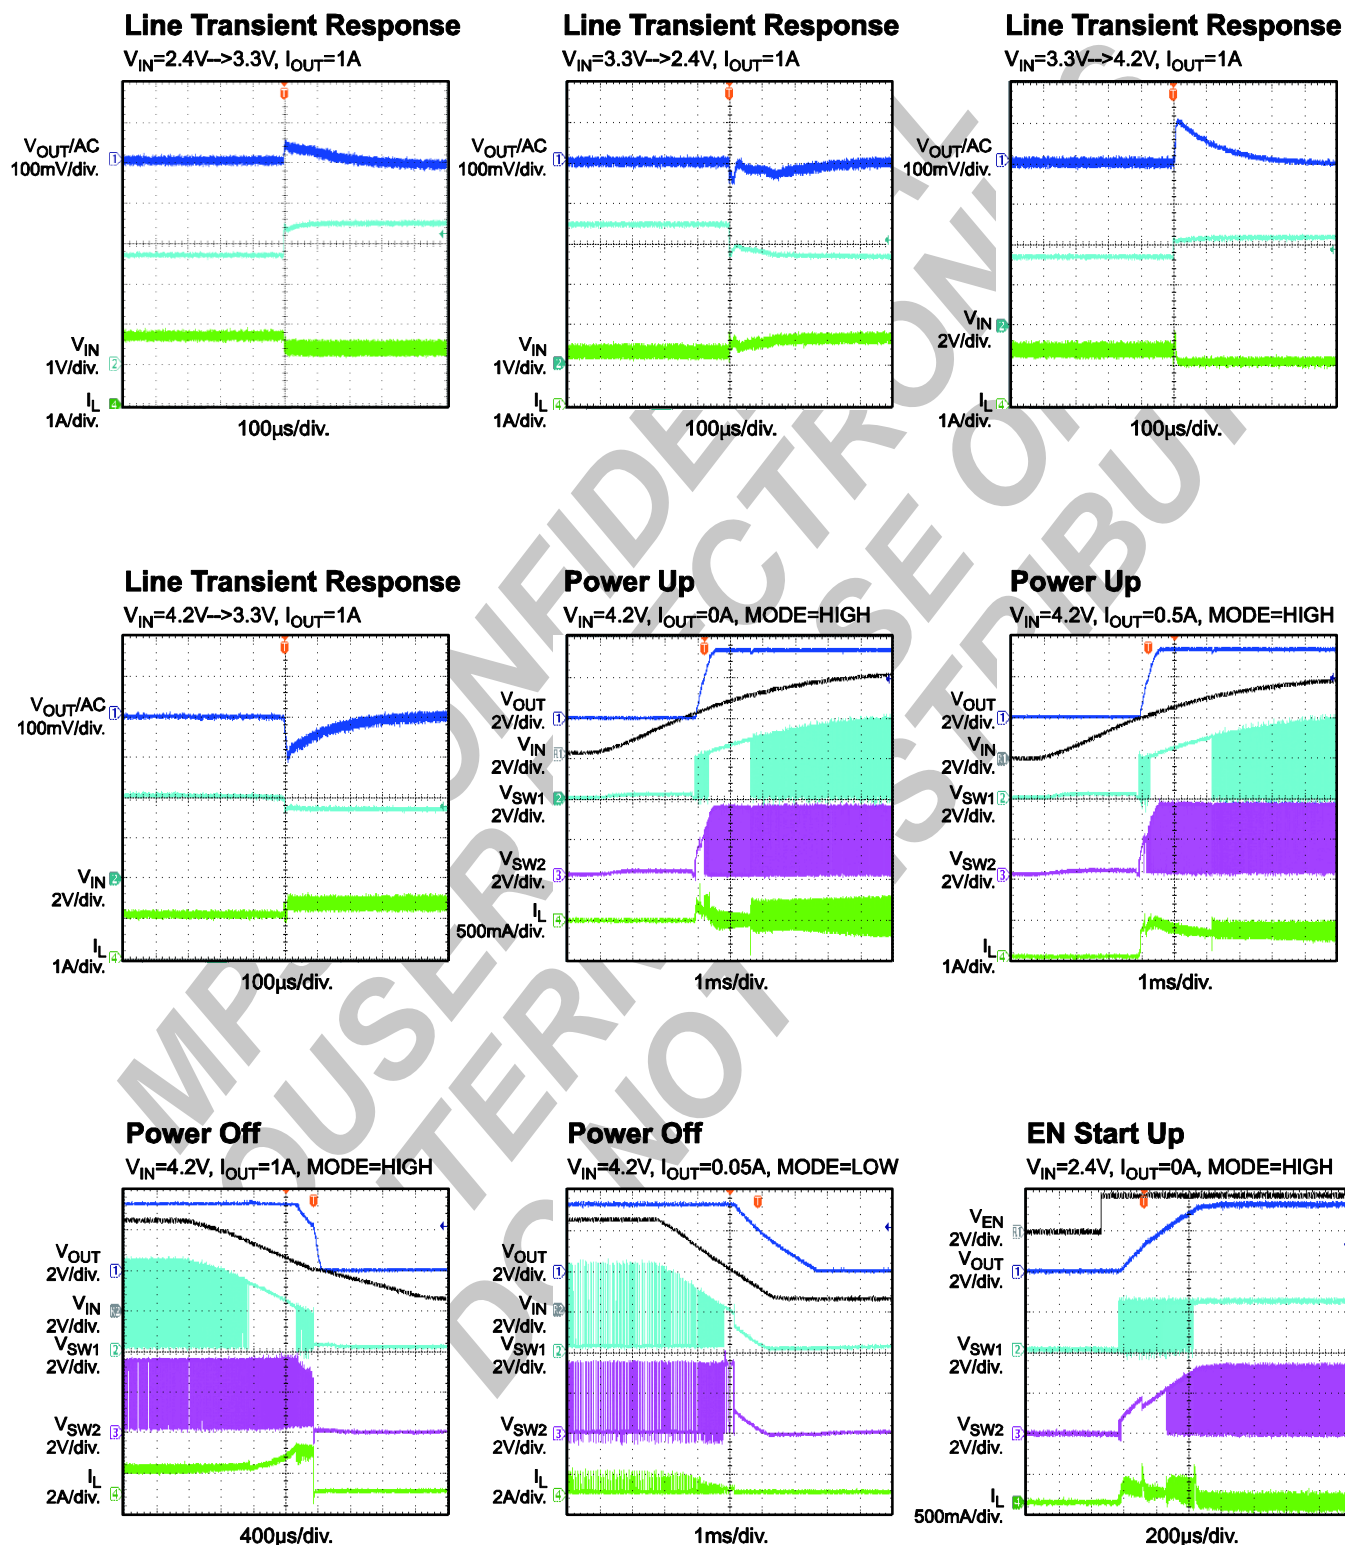 Line Transient Response
VIN=2.4V-->3.3V, IOUT=1A
VOUT/AC
100mV/div.
VIN
1V/div.
IL
1A/div.
100µs/div.
Line Transient Response
VIN=3.3V-->2.4V, IOUT=1A
VOUT/AC
100mV/div.
VIN
1V/div.
IL
1A/div.
100µs/div.
Line Transient Response
VIN=3.3V-->4.2V, IOUT=1A
VOUT/AC
100mV/div.
VIN
2V/div.
IL
1A/div.
100µs/div.
Line Transient Response
VIN=4.2V-->3.3V, IOUT=1A
VOUT/AC
100mV/div.
VIN
2V/div.
IL
1A/div.
100µs/div.
Power Up
VIN=4.2V, IOUT=0A, MODE=HIGH
VOUT
2V/div.
VIN
2V/div.
VSW1
2V/div.
VSW2
2V/div.
IL
500mA/div.
1ms/div.
Power Up
VIN=4.2V, IOUT=0.5A, MODE=HIGH
VOUT
2V/div.
VIN
2V/div.
VSW1
2V/div.
VSW2
2V/div.
IL
1A/div.
1ms/div.
Power Off
VIN=4.2V, IOUT=1A, MODE=HIGH
VOUT
2V/div.
VIN
2V/div.
VSW1
2V/div.
VSW2
2V/div.
IL
2A/div.
400µs/div.
Power Off
VIN=4.2V, IOUT=0.05A, MODE=LOW
VOUT
2V/div.
VIN
2V/div.
VSW1
2V/div.
VSW2
2V/div.
IL
2A/div.
1ms/div.
EN Start Up
VIN=2.4V, IOUT=0A, MODE=HIGH
VEN
2V/div.
VOUT
2V/div.
VSW1
2V/div.
VSW2
2V/div.
IL
500mA/div.
200µs/div.
DO NOT